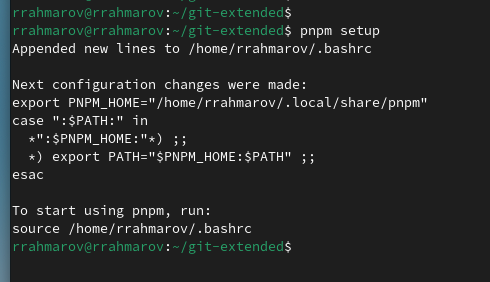 rrahmarov@rrahmarov:~/git-extended$
rrahmarov@rrahmarov:~/git-extended$ pnpm setup
Appended new lines to /home/rrahmarov/.bashrc

Next configuration changes were made:
export PNPM_HOME="/home/rrahmarov/.local/share/pnpm"
case ":$PATH:" in
  *":$PNPM_HOME:"*) ;;
  *) export PATH="$PNPM_HOME:$PATH" ;;
esac

To start using pnpm, run:
source /home/rrahmarov/.bashrc
rrahmarov@rrahmarov:~/git-extended$